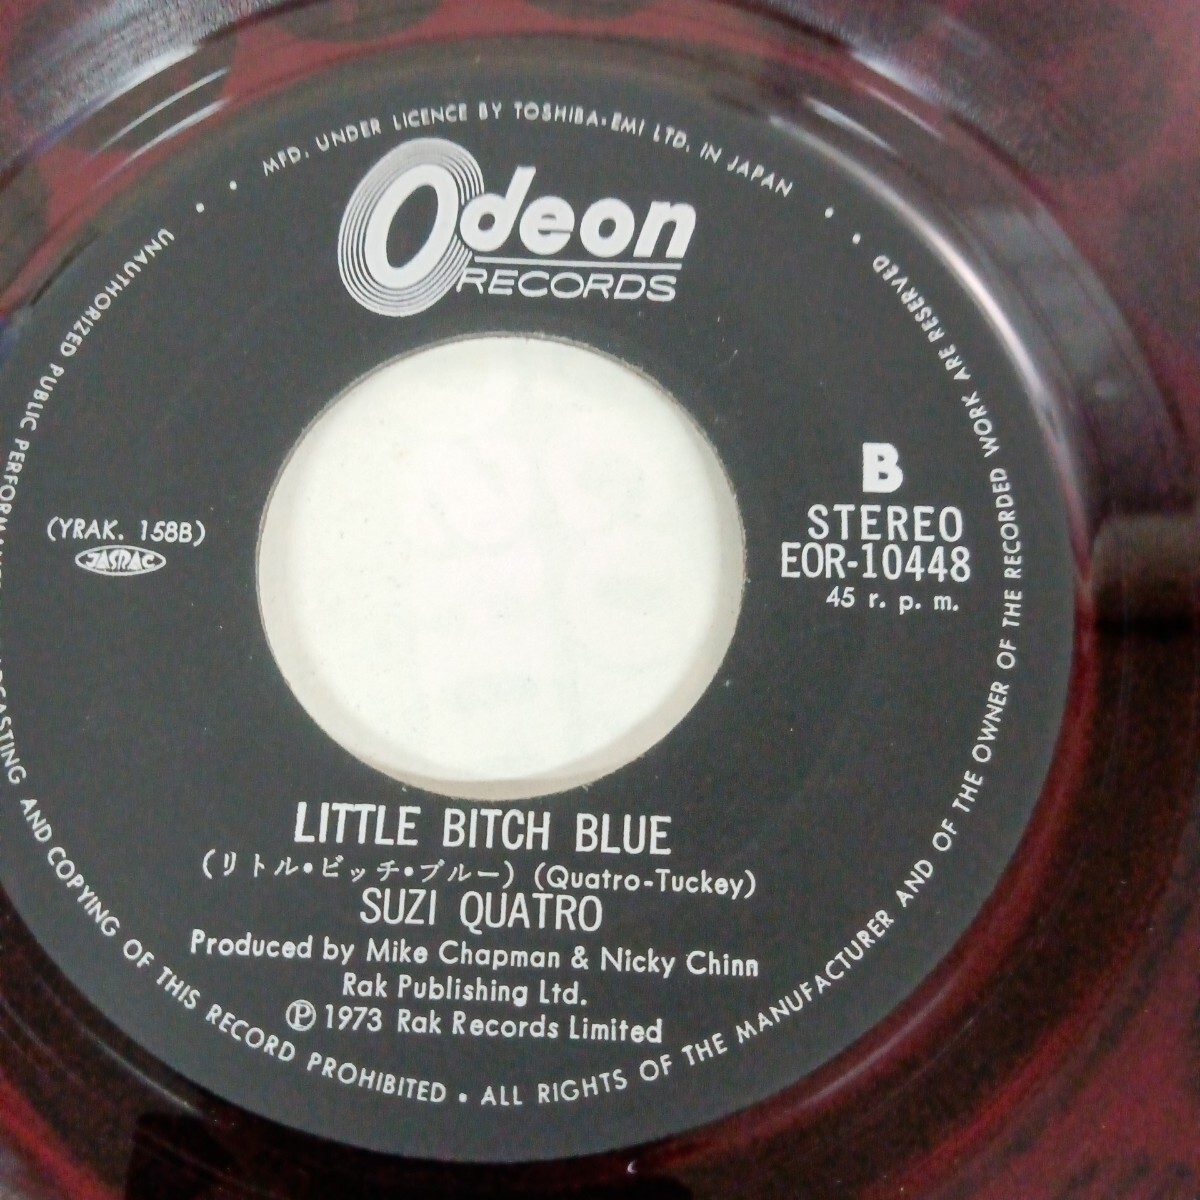 MFD. UNDER LICENCE BY TOSHIBA-EMI LTD. IN JAPAN
Odeon
RECORDS
B
STEREO
EOR-10448
45 r. p. m.
(YRAK. 158B)
JASRAC
LITTLE BITCH BLUE
(リトル・ビッチ・ブルー) (Quatro-Tuckey)
SUZI QUATRO
Produced by Mike Chapman & Nicky Chinn
Rak Publishing Ltd.
Ⓟ 1973 Rak Records Limited
UNAUTHORIZED PUBLIC AND COPYING OF THIS RECORD PROHIBITED • ALL RIGHTS OF THE MANUFACTURER AND OF THE OWNER OF THE RECORDED WORK ARE RESERVED